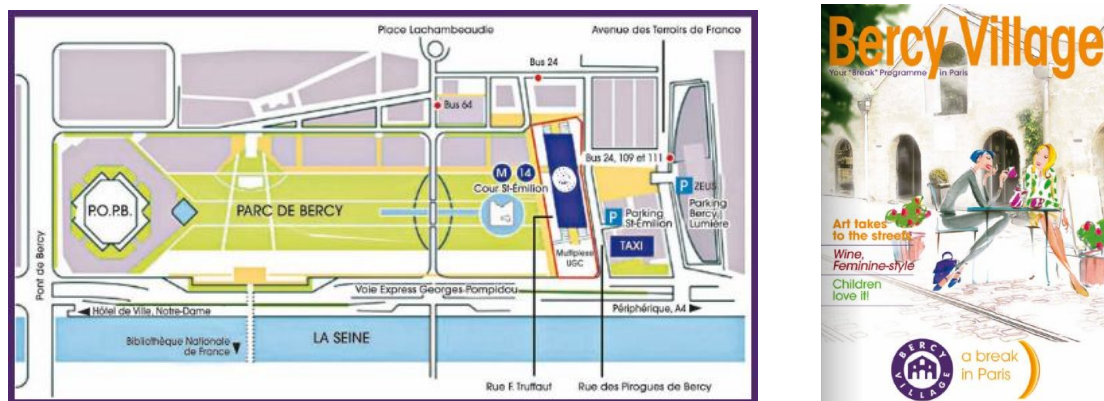 Place Lachambeaudie
Avenue des Terroirs de France
Bus 24
Bus 64
Bus 24, 109 et 111
M 14
Cour St-Émilion
P.O.P.B.
PARC DE BERCY
P ZEUS
Parking
Bercy
Lumière
P Parking
St-Émilion
TAXI
Multiplexe
UGC
Pont de Bercy
Voie Express Georges-Pompidou
Hôtel de Ville, Notre-Dame
Périphérique, A4
Bibliothèque Nationale
de France
LA SEINE
Rue F. Truffaut
Rue des Pirogues de Bercy
Bercy Village
Your "Break" Programme in Paris
Art takes
to the streets
Wine,
Feminine-style
Children
love it!
BERCY
VILLAGE
a break
in Paris